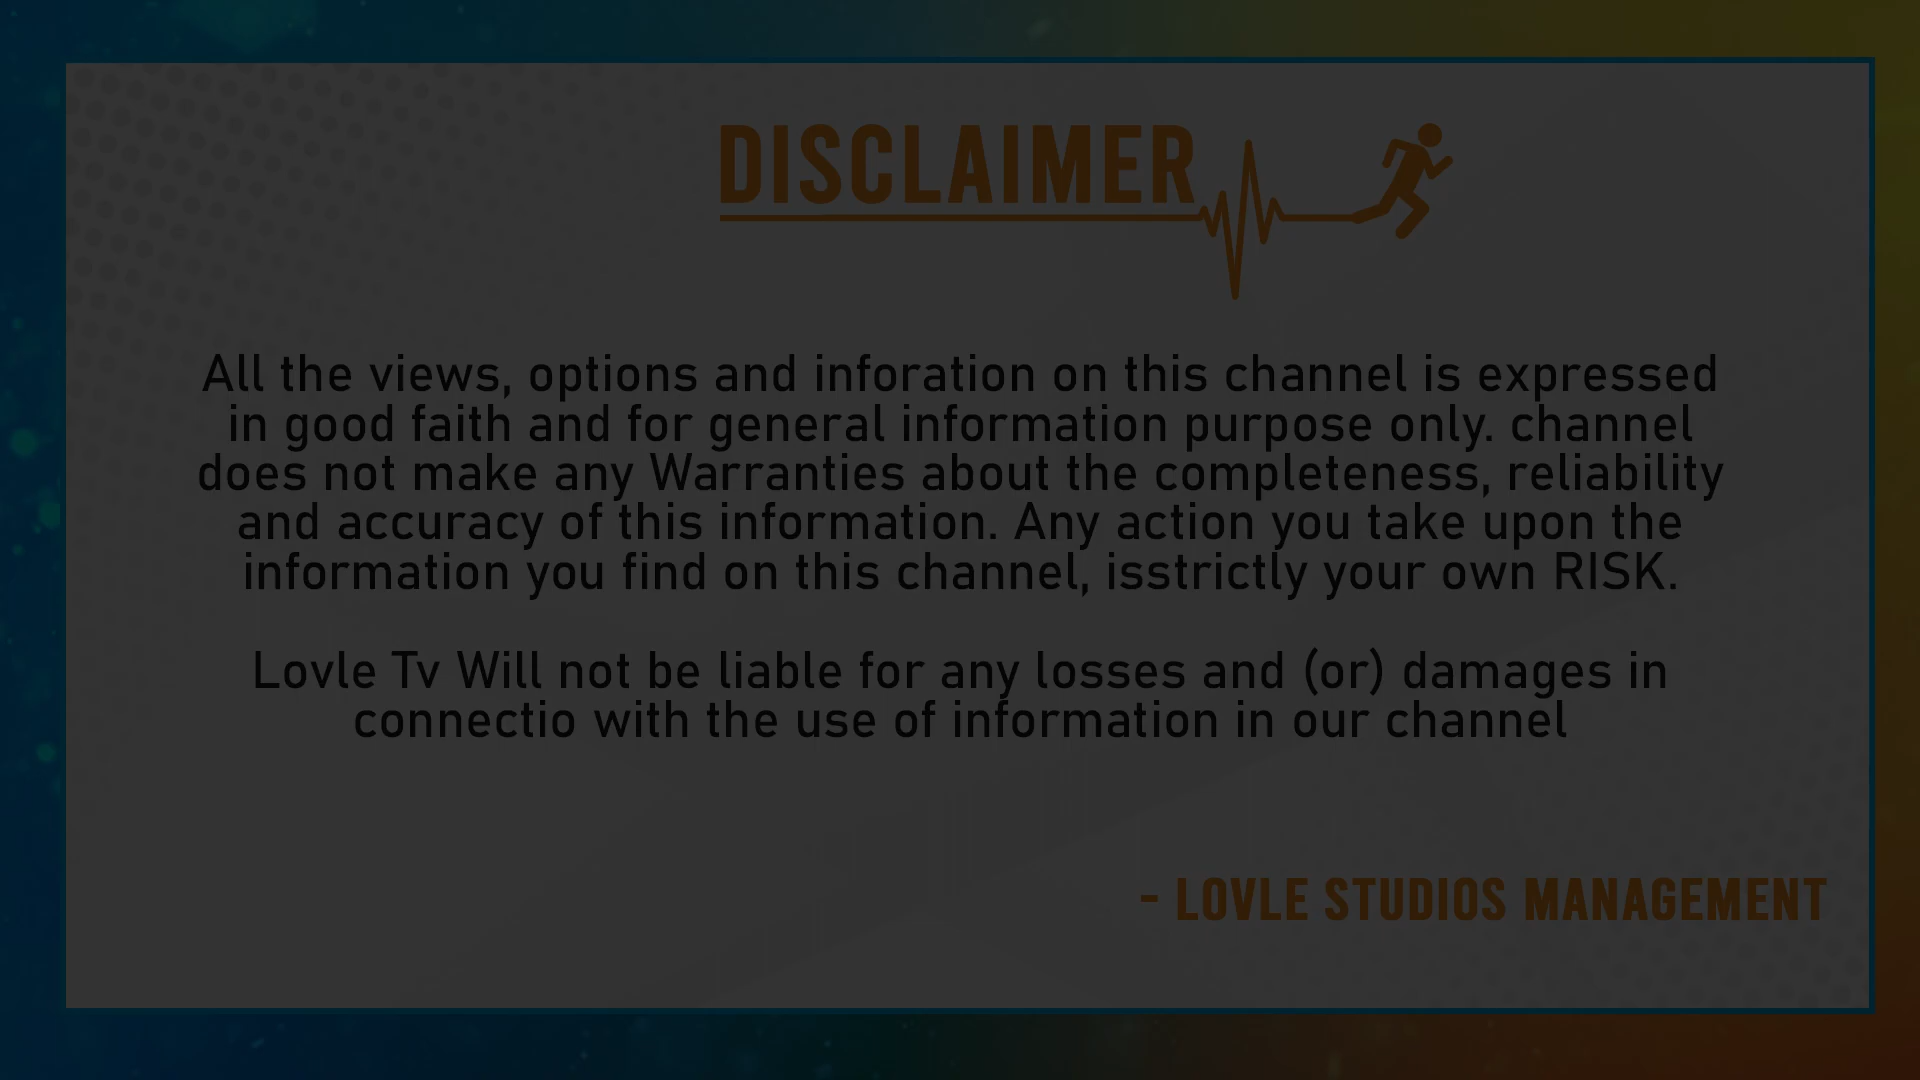 DISCLAIMER
All the views, options and inforation on this channel is expressed
in good faith and for general information purpose only. channel
does not make any Warranties about the completeness, reliability
and accuracy of this information. Any action you take upon the
information you find on this channel, isstrictly your own RISK.
Lovle Tv Will not be liable for any losses and (or) damages in
connectio with the use of information in our channel
- LOVLE STUDIOS MANAGEMENT